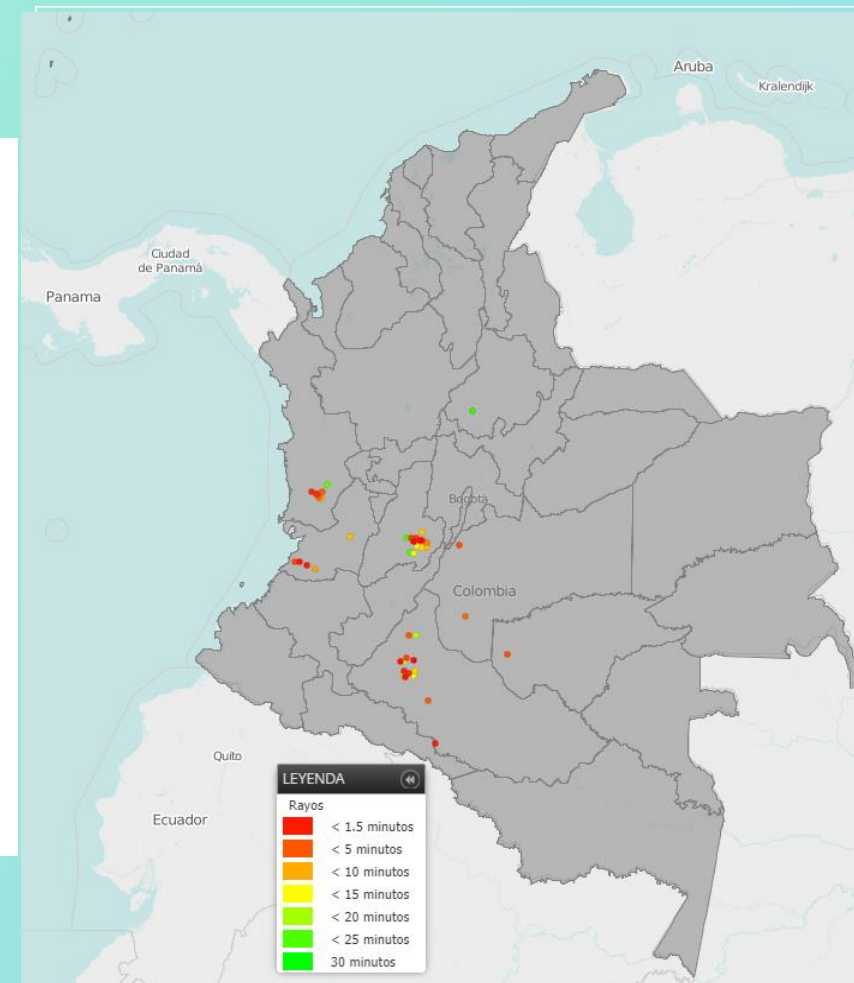 Aruba
Kralendijk
Ciudad
de Panamá
Panama
Bogotá
Colombia
Quito
Ecuador
LEYENDA
Rayos
< 1.5 minutos
< 5 minutos
< 10 minutos
< 15 minutos
< 20 minutos
< 25 minutos
30 minutos